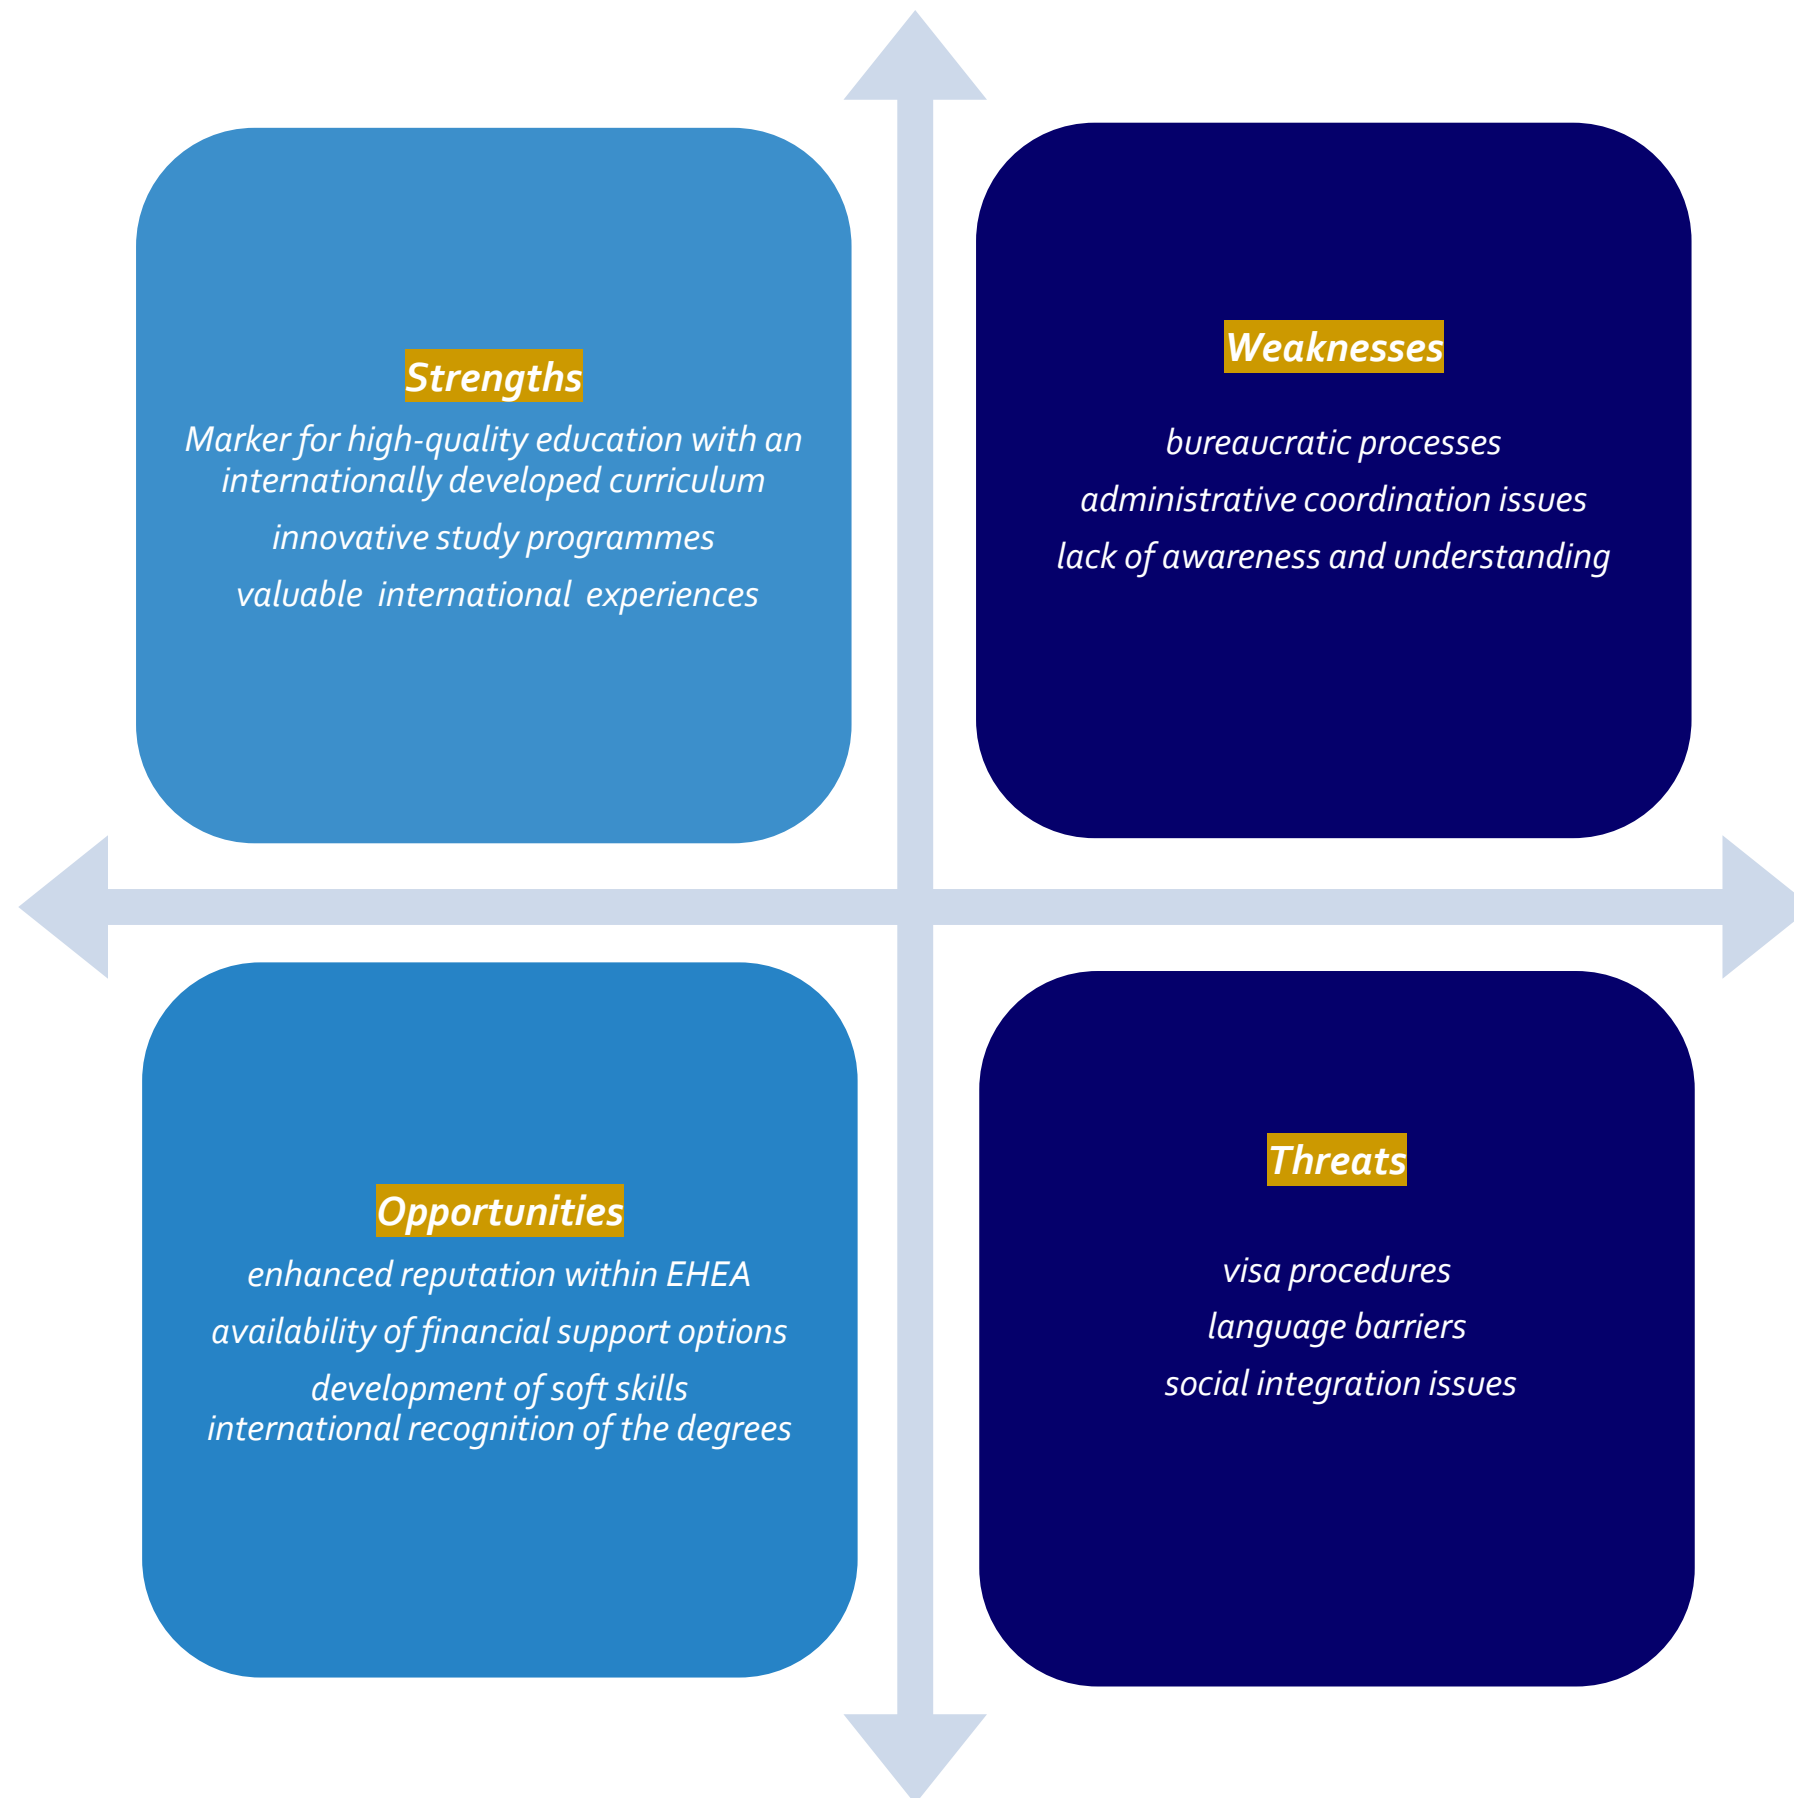 Strengths
Marker for high-quality education with an
internationally developed curriculum
innovative study programmes
valuable  international  experiences
Weaknesses
bureaucratic processes
administrative coordination issues
lack of awareness and understanding
Opportunities
enhanced reputation within EHEA
availability of financial support options
development of soft skills
international recognition of the degrees
Threats
visa procedures
language barriers
social integration issues